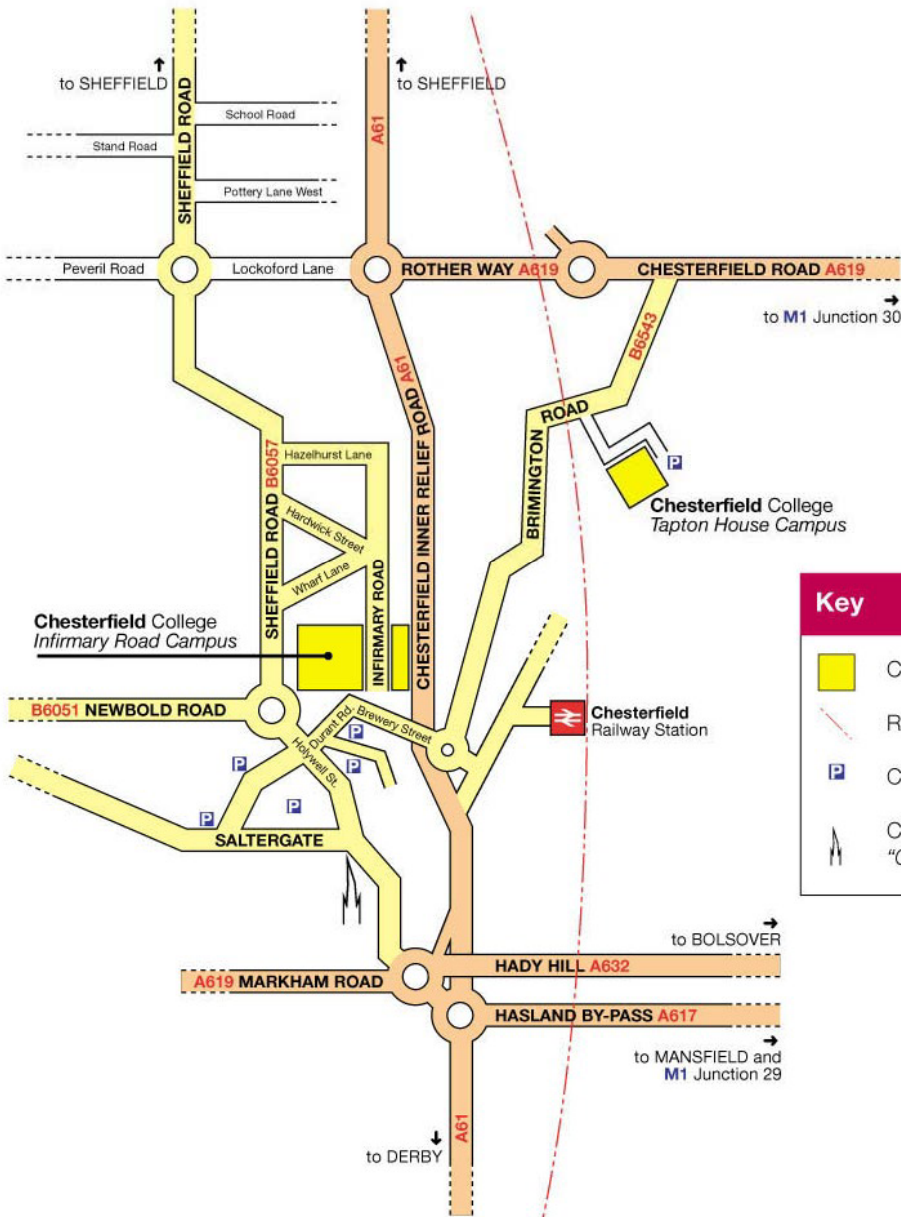 to SHEFFIELD
to SHEFFIELD
SHEFFIELD ROAD
A61
School Road
Stand Road
Pottery Lane West
Peveril Road
Lockoford Lane
ROTHER WAY A619
CHESTERFIELD ROAD A619
to M1 Junction 30
B6543
CHESTERFIELD INNER RELIEF ROAD A61
BRIMINGTON
ROAD
P
Chesterfield College
Tapton House Campus
SHEFFIELD ROAD B6057
Hazelhurst Lane
Hardwick Street
Wharf Lane
INFIRMARY ROAD
Chesterfield College
Infirmary Road Campus
Key
C
R
P
C
"C
B6051 NEWBOLD ROAD
Durant Rd.
Brewery Street
Holywell St.
P
P
P
P
P
Chesterfield
Railway Station
SALTERGATE
to BOLSOVER
HADY HILL A632
A619 MARKHAM ROAD
HASLAND BY-PASS A617
to MANSFIELD and
M1 Junction 29
A61
to DERBY